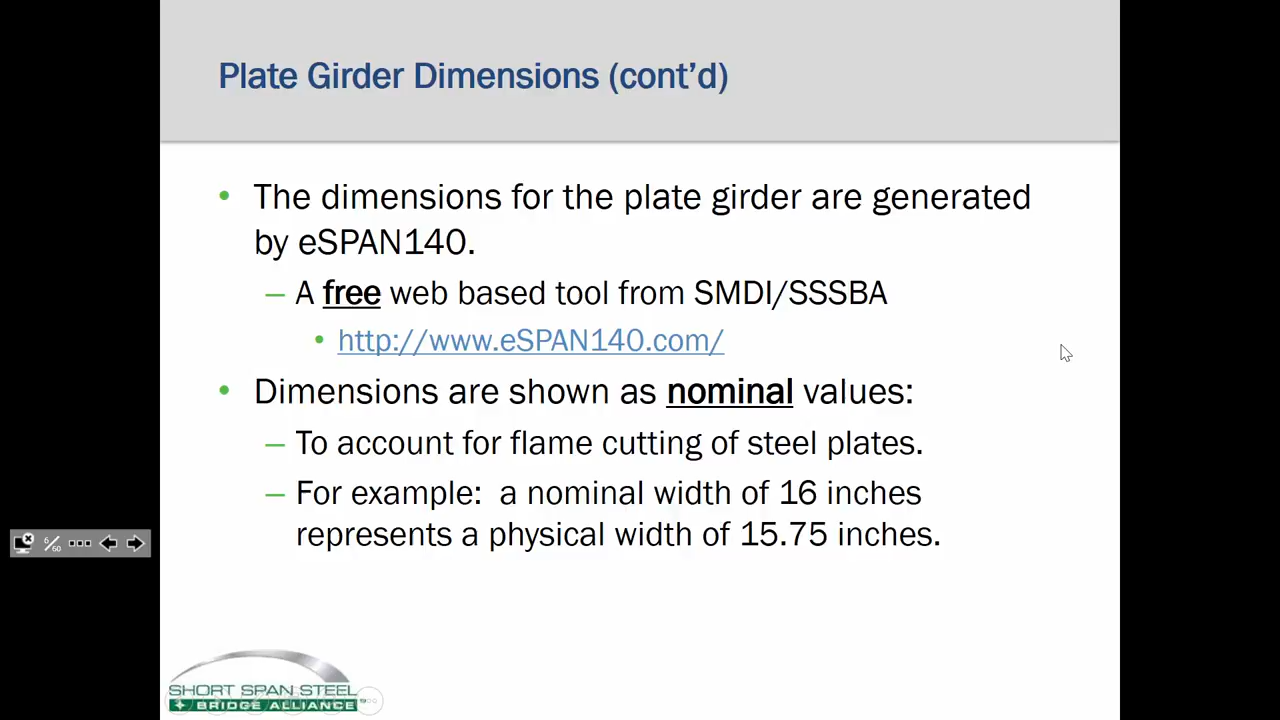 Plate Girder Dimensions (cont’d)
• The dimensions for the plate girder are generated
by eSPAN140.
– A free web based tool from SMDI/SSSBA
• http://www.eSPAN140.com/
• Dimensions are shown as nominal values:
– To account for flame cutting of steel plates.
– For example: a nominal width of 16 inches
represents a physical width of 15.75 inches.
6/60
SHORT SPAN STEEL
BRIDGE ALLIANCE